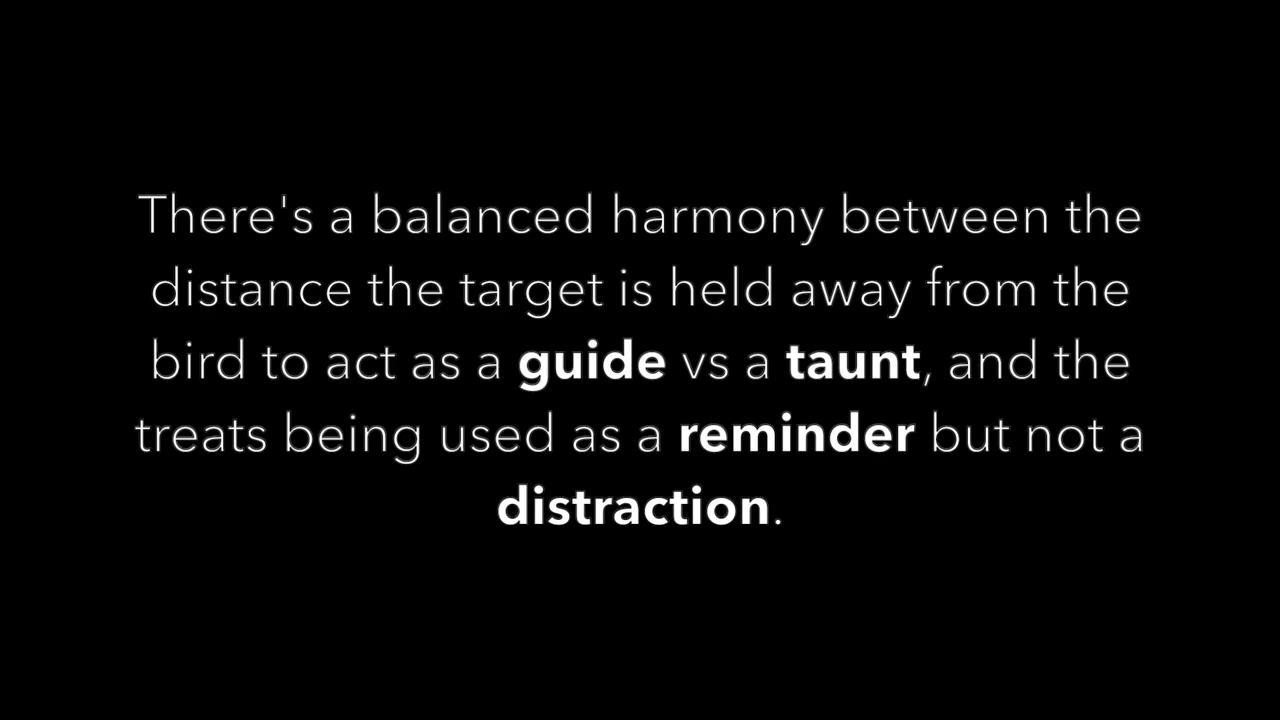 There's a balanced harmony between the
distance the target is held away from the
bird to act as a guide vs a taunt, and the
treats being used as a reminder but not a
distraction.